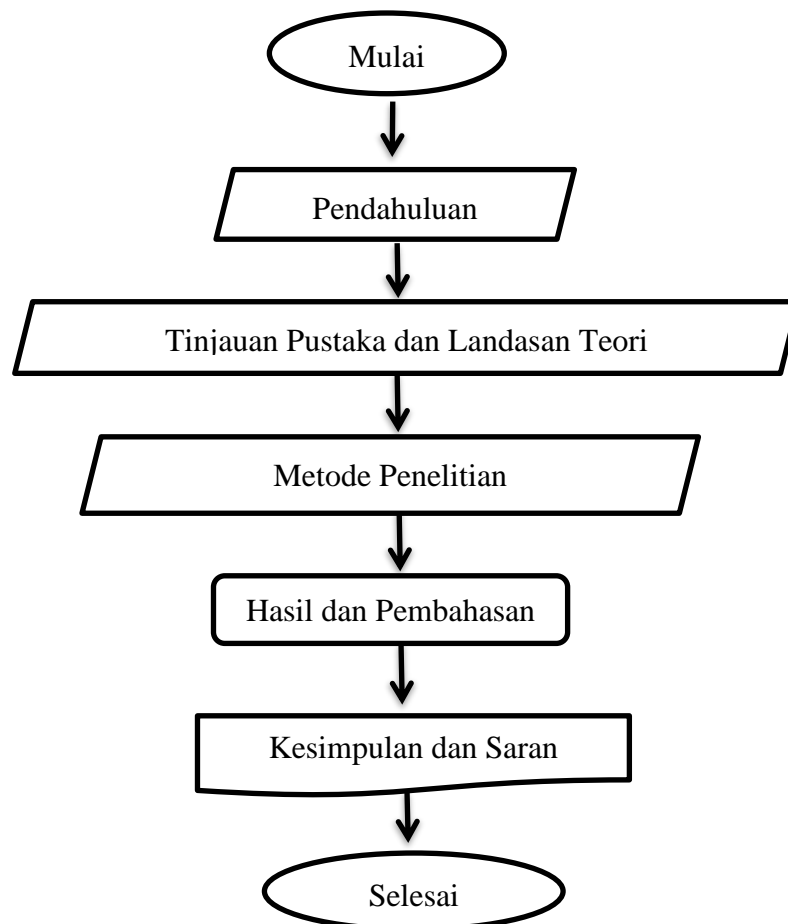 Mulai
Pendahuluan
Tinjauan Pustaka dan Landasan Teori
Metode Penelitian
Hasil dan Pembahasan
Kesimpulan dan Saran
Selesai